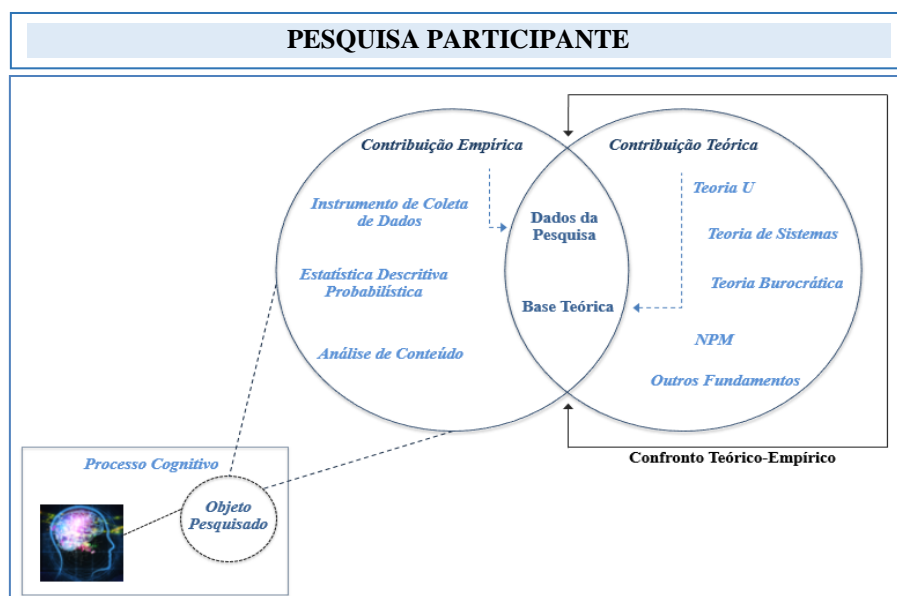 PESQUISA PARTICIPANTE
Contribuição Empírica
Instrumento de Coleta
de Dados
Estatística Descritiva
Probabilística
Análise de Conteúdo
Dados da
Pesquisa
Base Teórica
Contribuição Teórica
Teoria U
Teoria de Sistemas
Teoria Burocrática
NPM
Outros Fundamentos
Confronto Teórico-Empírico
Processo Cognitivo
Objeto
Pesquisado